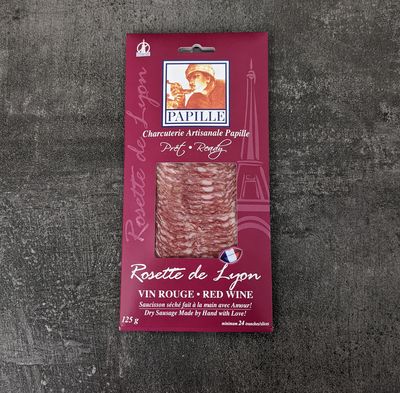 PAPILLE
Charcuterie Artisanale Papille
Prêt • Ready
Rosette de Lyon
Rosette de Lyon
VIN ROUGE • RED WINE
Saucisson séché fait à la main avec Amour!
Dry Sausage Made by Hand with Love!
125 g
minimum 24 tranches/slices